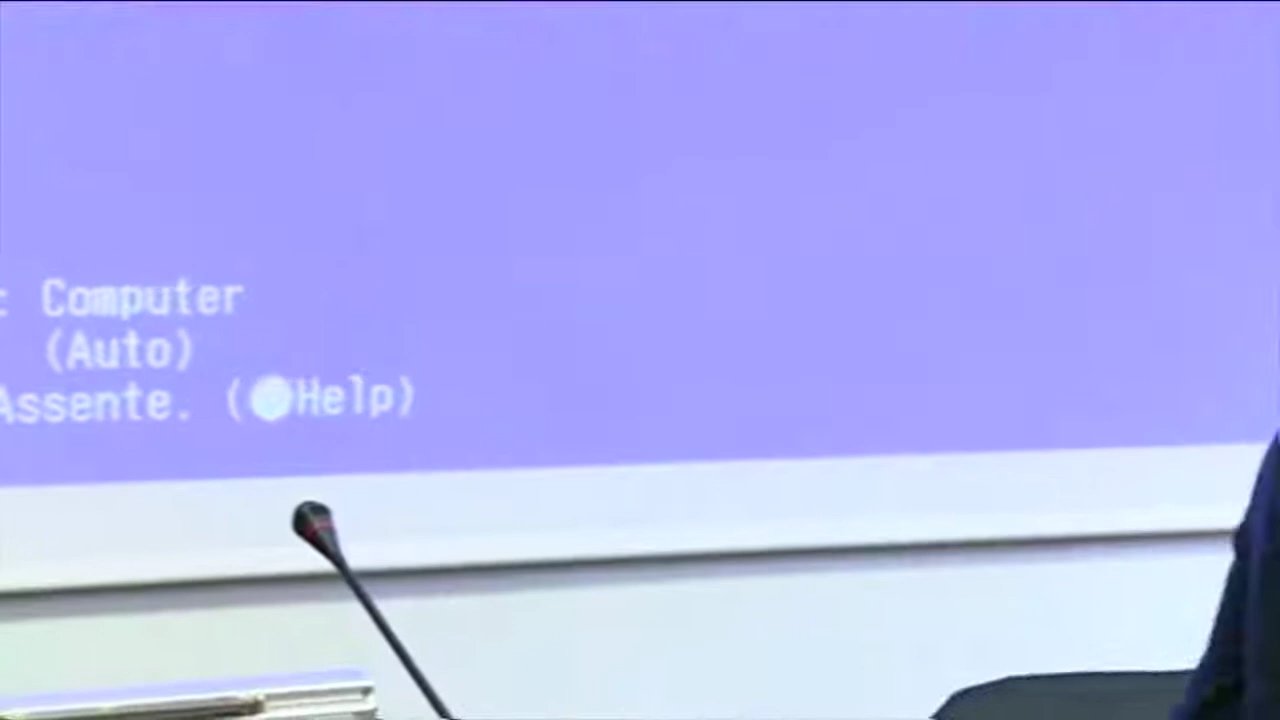 : Computer
(Auto)
Assente. (Help)